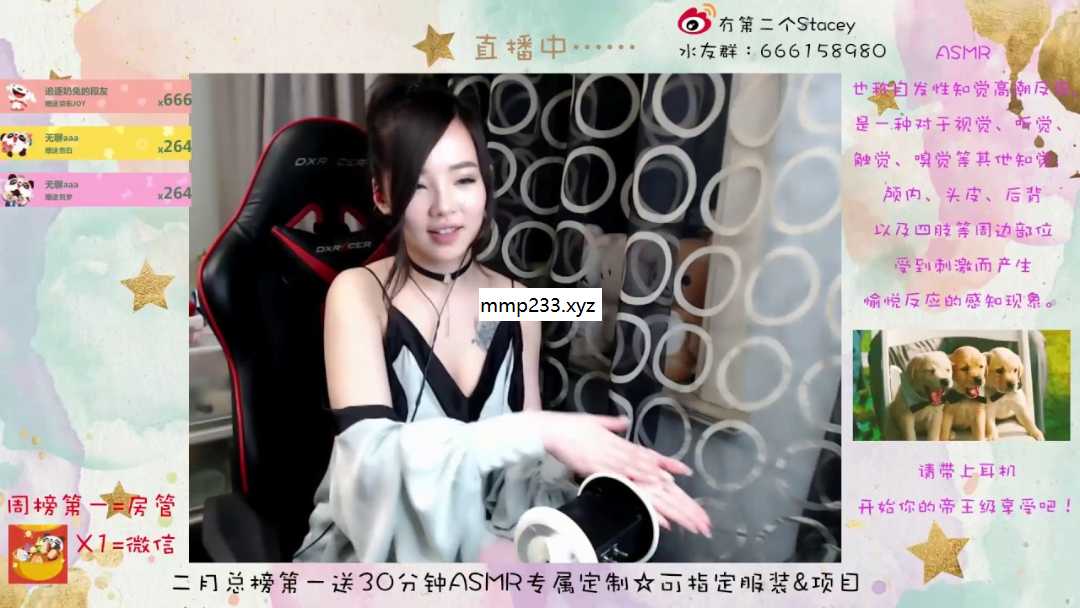 直播中······
冇第二个Stacey
水友群：666158980
ASMR
也称自发性知觉高潮反应，
是一种对于视觉、听觉、
触觉、嗅觉等其他知觉、
颅内、头皮、后背
以及四肢等周边部位
受到刺激而产生
愉悦反应的感知现象。
追逐奶兔的段友
x666
无聊aaa
x264
无聊aaa
x264
DXRACER
DXRACER
mmp233.xyz
周榜第一=房管
X1=微信
请带上耳机
开始你的帝王级享受吧！
二月总榜第一送30分钟ASMR专属定制☆可指定服装&项目